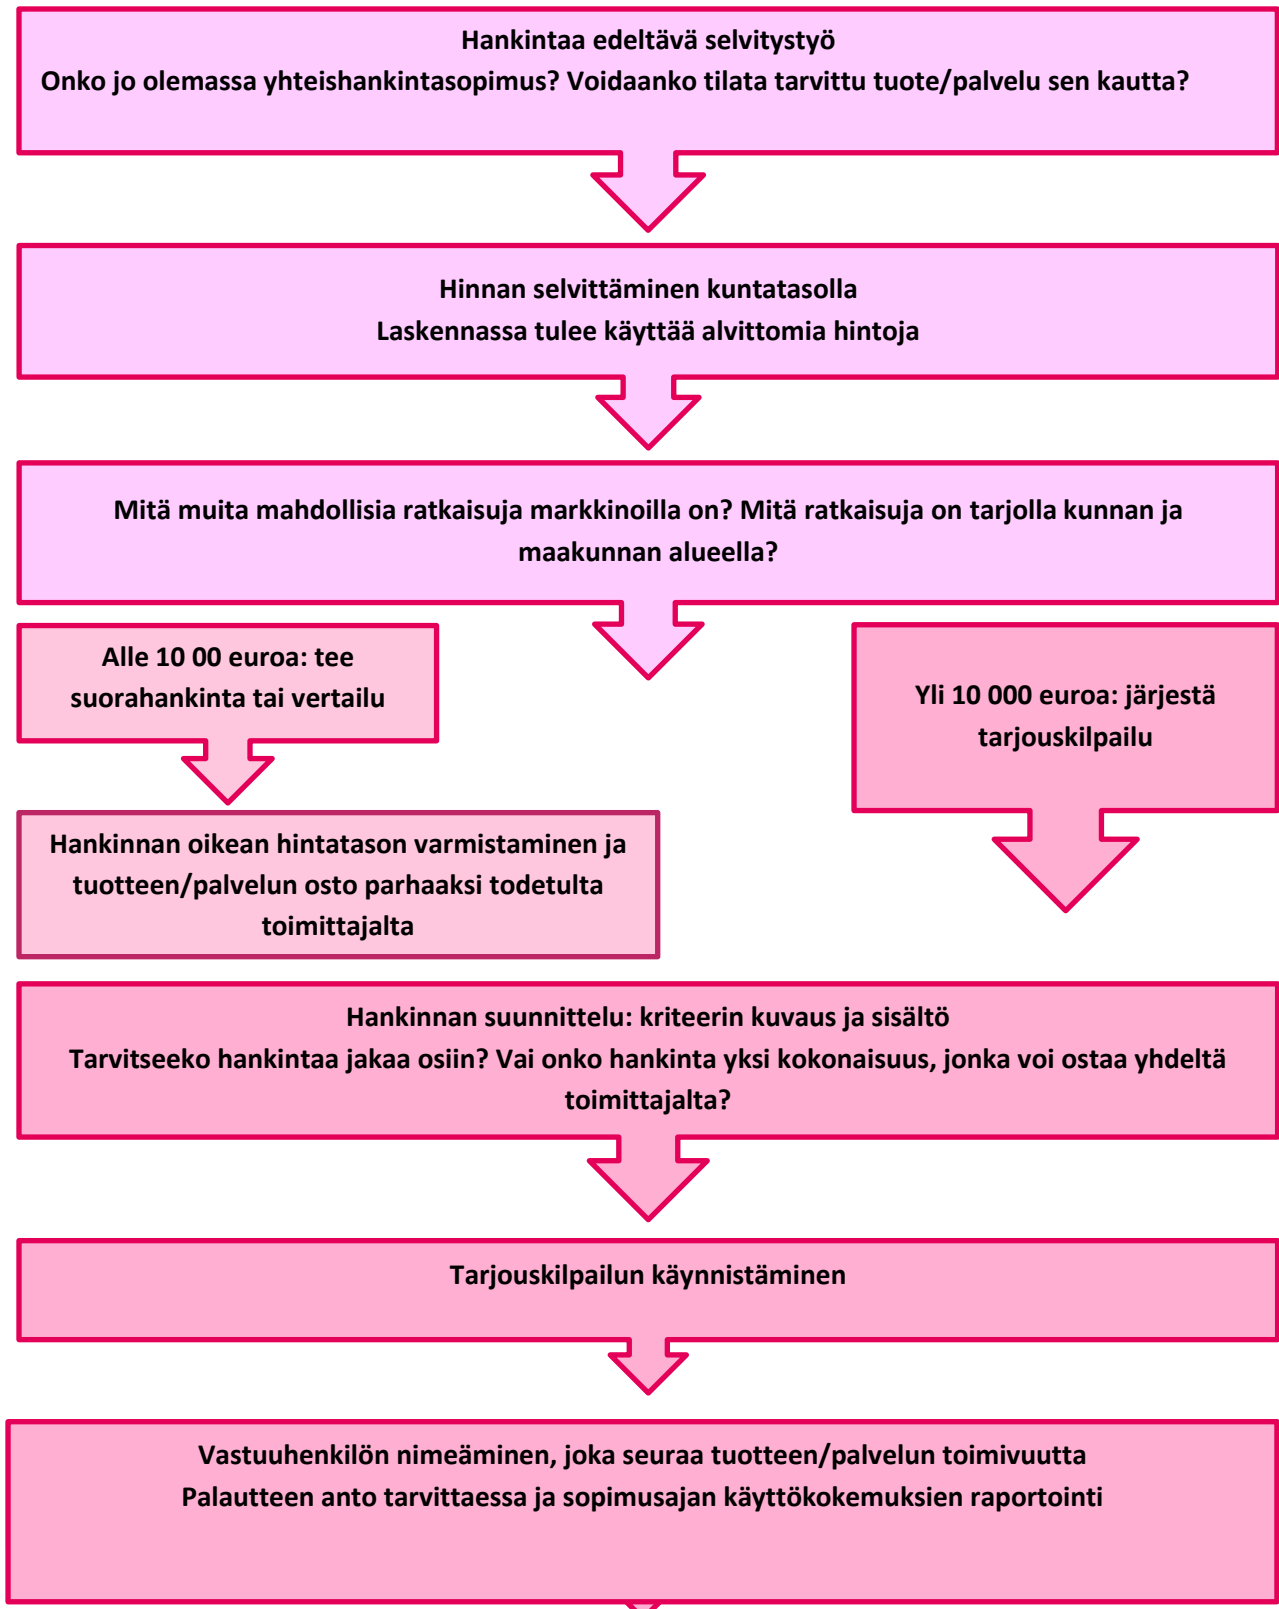 Hankintaa edeltävä selvitystyö
Onko jo olemassa yhteishankintasopimus? Voidaanko tilata tarvittu tuote/palvelu sen kautta?
Hinnan selvittäminen kuntatasolla
Laskennassa tulee käyttää alvittomia hintoja
Mitä muita mahdollisia ratkaisuja markkinoilla on? Mitä ratkaisuja on tarjolla kunnan ja
maakunnan alueella?
Alle 10 00 euroa: tee
suorahankinta tai vertailu
Yli 10 000 euroa: järjestä
tarjouskilpailu
Hankinnan oikean hintatason varmistaminen ja
tuotteen/palvelun osto parhaaksi todetulta
toimittajalta
Hankinnan suunnittelu: kriteerin kuvaus ja sisältö
Tarvitseeko hankintaa jakaa osiin? Vai onko hankinta yksi kokonaisuus, jonka voi ostaa yhdeltä
toimittajalta?
Tarjouskilpailun käynnistäminen
Vastuuhenkilön nimeäminen, joka seuraa tuotteen/palvelun toimivuutta
Palautteen anto tarvittaessa ja sopimusajan käyttökokemuksien raportointi